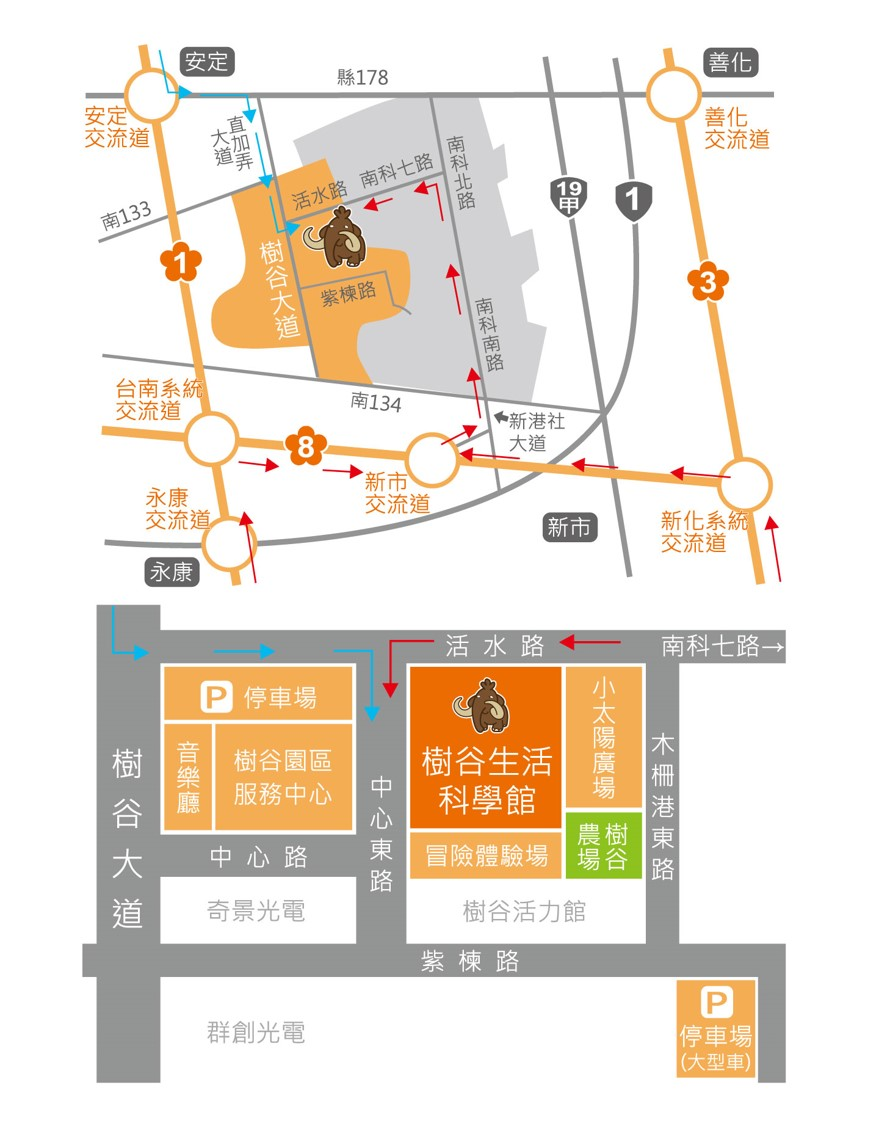 安定
善化
縣178
安定
交流道
直加弄
大道
善化
交流道
南科北路
南科七路
活水路
19
甲
1
南133
1
樹谷大道
3
紫楝路
南科南路
台南系統
交流道
南134
新港社
大道
8
新市
交流道
永康
交流道
新市
新化系統
交流道
永康
活水路
南科七路→
P 停車場
小太陽廣場
樹谷大道
音樂廳
樹谷園區
服務中心
樹谷生活
科學館
木柵港東路
中心東路
中心路
冒險體驗場
樹谷
農場
奇景光電
樹谷活力館
紫楝路
群創光電
P
停車場
(大型車)